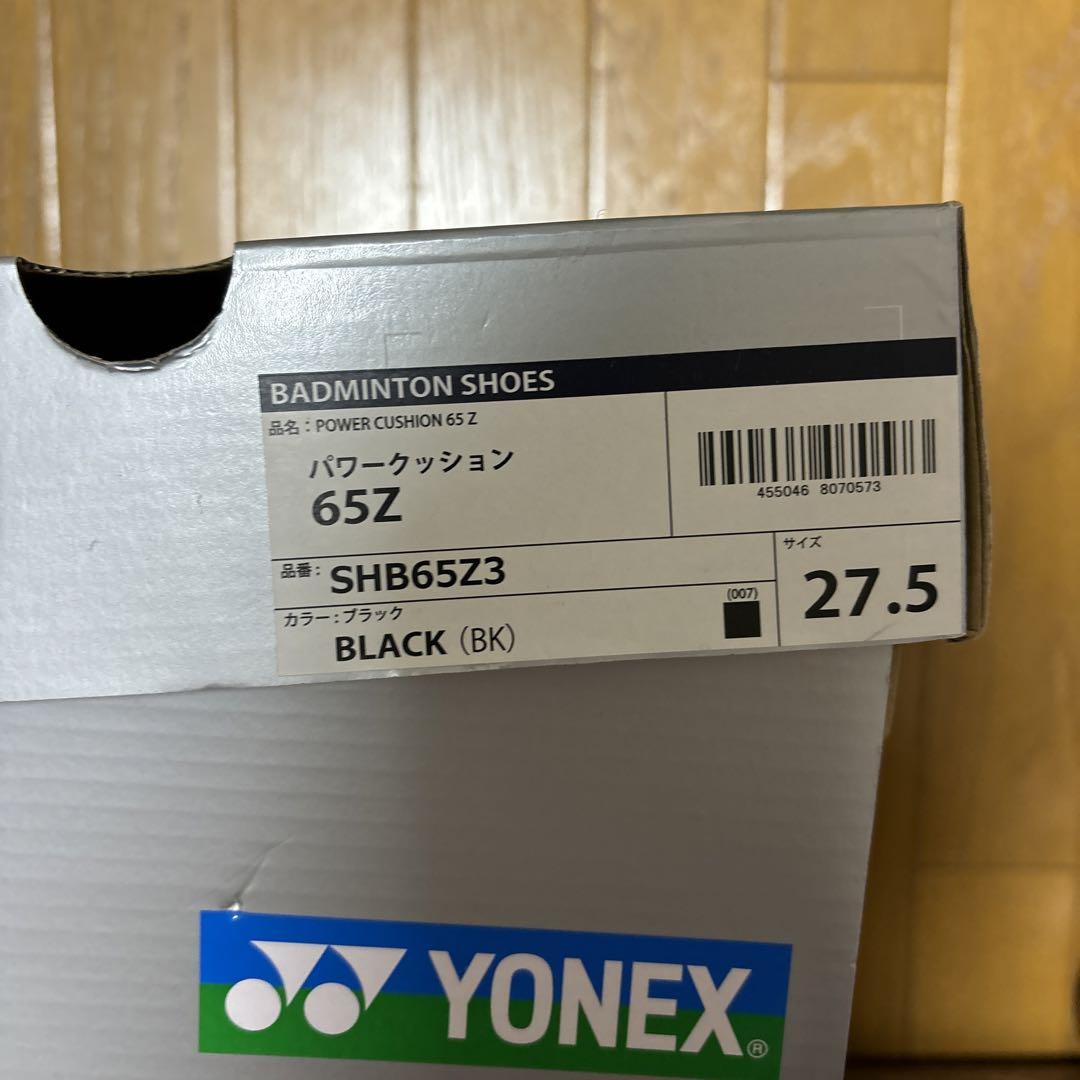 BADMINTON SHOES
品名：POWER CUSHION 65 Z
パワークッション
65Z
455046 8070573
品番： SHB65Z3
サイズ
27.5
カラー：ブラック
(007)
BLACK (BK)
YONEX®